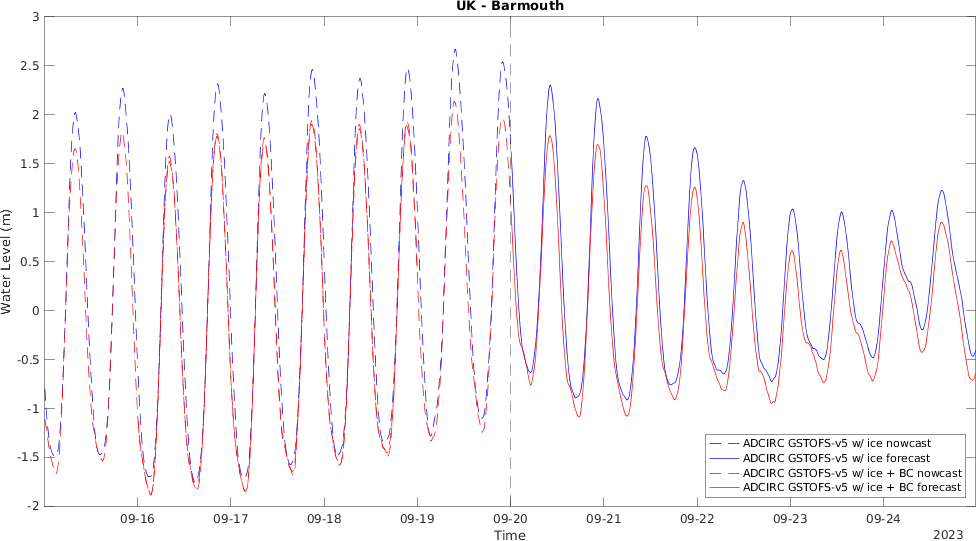 UK - Barmouth
3
2.5
2
1.5
1
0.5
0
-0.5
-1
-1.5
-2
Water Level (m)
ADCIRC GSTOFS-v5 w/ ice nowcast
ADCIRC GSTOFS-v5 w/ ice forecast
ADCIRC GSTOFS-v5 w/ ice + BC nowcast
ADCIRC GSTOFS-v5 w/ ice + BC forecast
09-16 09-17 09-18 09-19 09-20 09-21 09-22 09-23 09-24
Time
2023